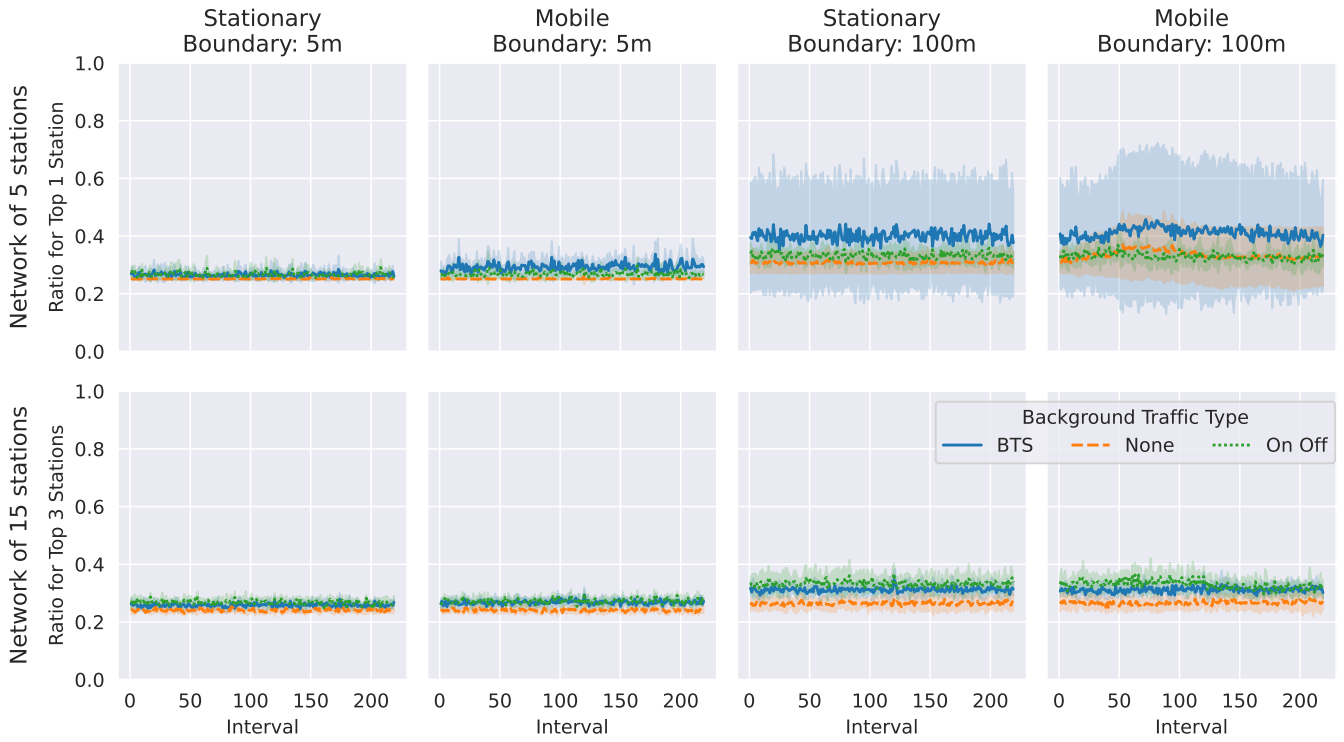 Stationary
Boundary: 5m
Mobile
Boundary: 5m
Stationary
Boundary: 100m
Mobile
Boundary: 100m
Network of 5 stations
Ratio for Top 1 Station
1.0
0.8
0.6
0.4
0.2
0.0
Network of 15 stations
Ratio for Top 3 Stations
1.0
0.8
0.6
0.4
0.2
0.0
Background Traffic Type
BTS None On Off
0 50 100 150 200
Interval
0 50 100 150 200
Interval
0 50 100 150 200
Interval
0 50 100 150 200
Interval